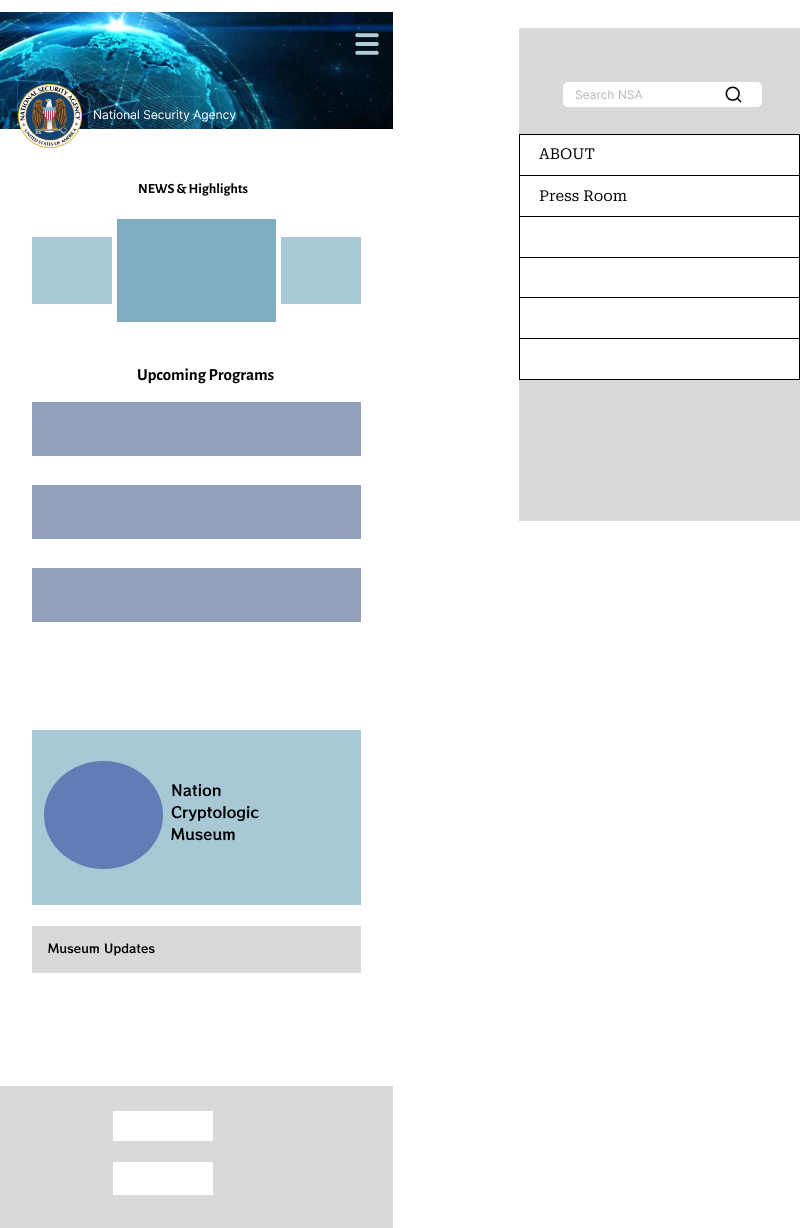 NATIONAL SECURITY AGENCY
UNITED STATES OF AMERICA
National Security Agency
NEWS & Highlights
Upcoming Programs
Nation
Cryptologic
Museum
Museum Updates
Search NSA
ABOUT
Press Room